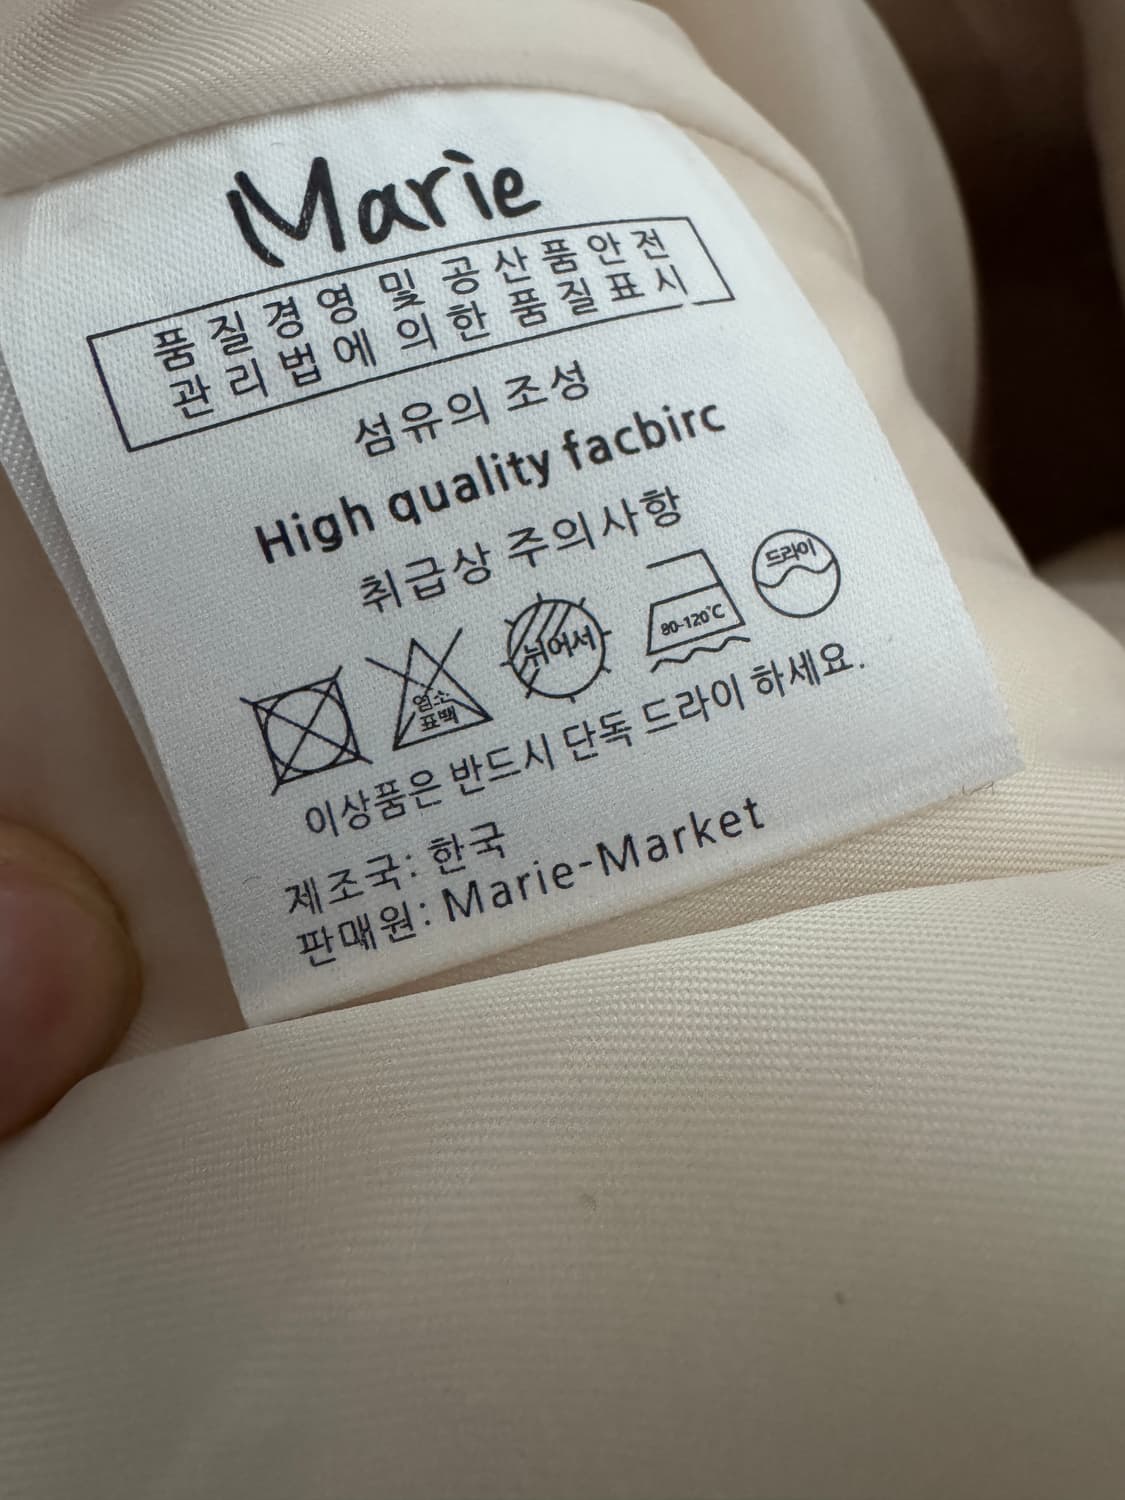 Marie
품질경영 및 공산품안전
관리법에 의한 품질표시
섬유의 조성
High quality facbirc
취급상 주의사항
염소
표백
뉘어서
80-120℃
드라이
이상품은 반드시 단독 드라이 하세요.
제조국: 한국
판매원: Marie-Market